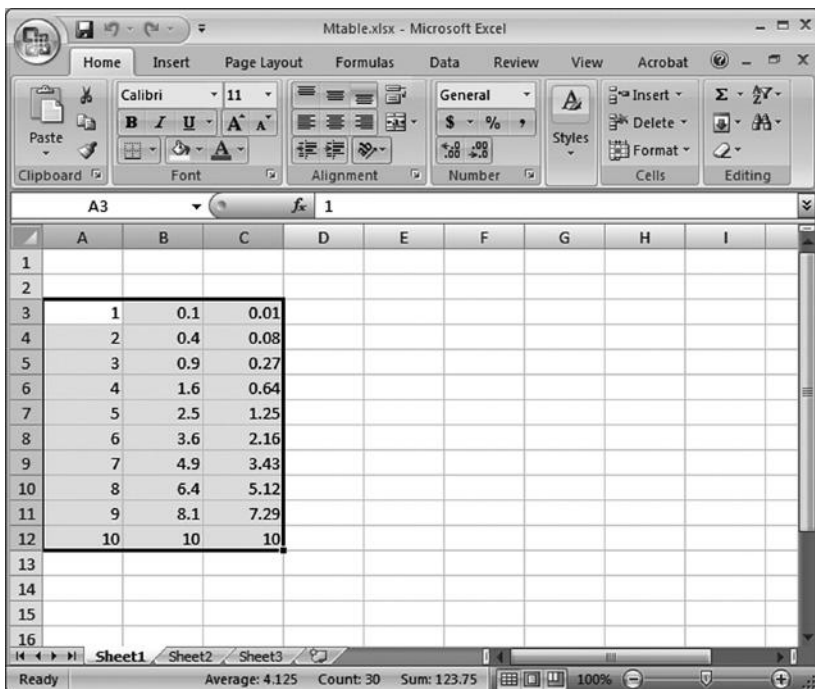 Mtable.xlsx - Microsoft Excel
Home Insert Page Layout Formulas Data Review View Acrobat
Paste
Calibri 11
B I U A A
A
General
$ % ,
.0 .00 .00 .0
A
Styles
Insert
Delete
Format
Σ
Clipboard Font Alignment Number Cells Editing
A3 fx 1
A B C D E F G H I
1
2
3 1 0.1 0.01
4 2 0.4 0.08
5 3 0.9 0.27
6 4 1.6 0.64
7 5 2.5 1.25
8 6 3.6 2.16
9 7 4.9 3.43
10 8 6.4 5.12
11 9 8.1 7.29
12 10 10 10
13
14
15
16
Sheet1 Sheet2 Sheet3
Ready Average: 4.125 Count: 30 Sum: 123.75 100%